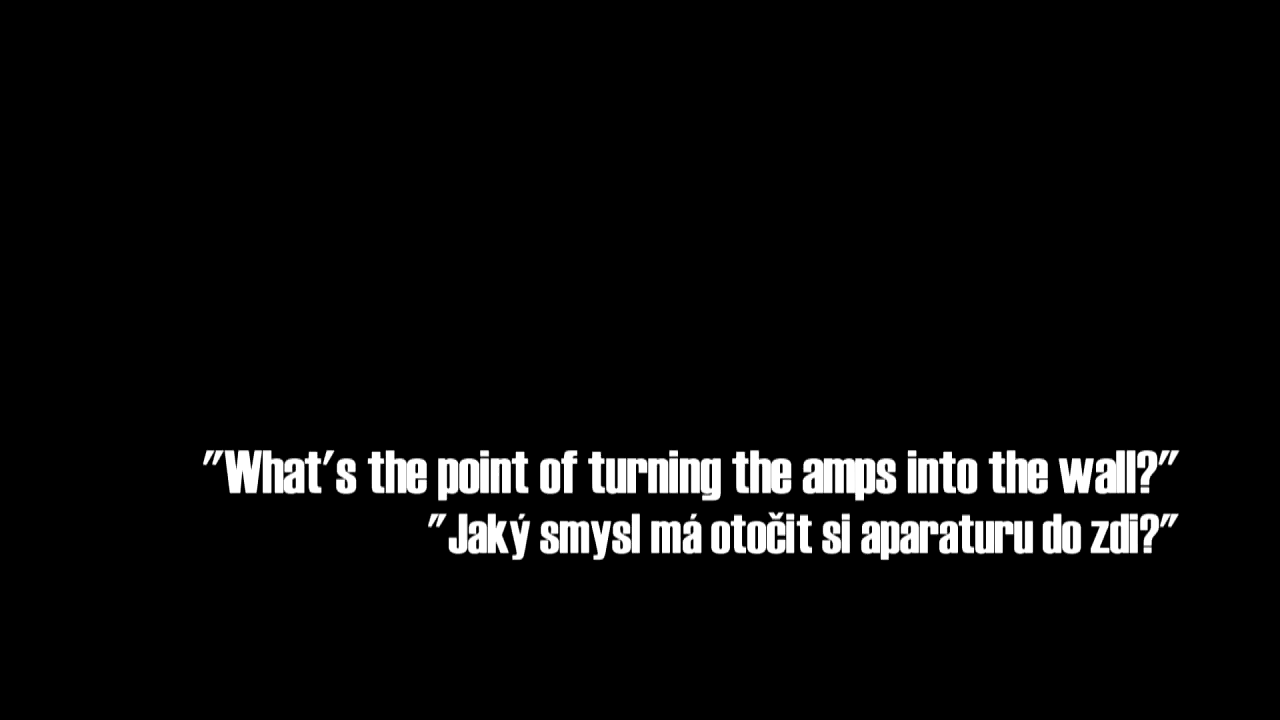 "What's the point of turning the amps into the wall?"
"Jaký smysl má otočit si aparaturu do zdi?"